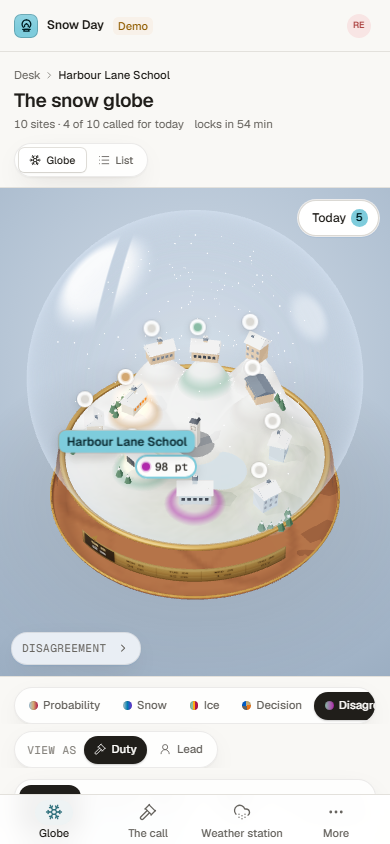 Snow Day Demo RE
Desk > Harbour Lane School
The snow globe
10 sites · 4 of 10 called for today locks in 54 min
Globe List
Today 5
Harbour Lane School
98 pt
DISAGREEMENT >
Probability Snow Ice Decision Disagre
VIEW AS Duty Lead
Globe The call Weather station More